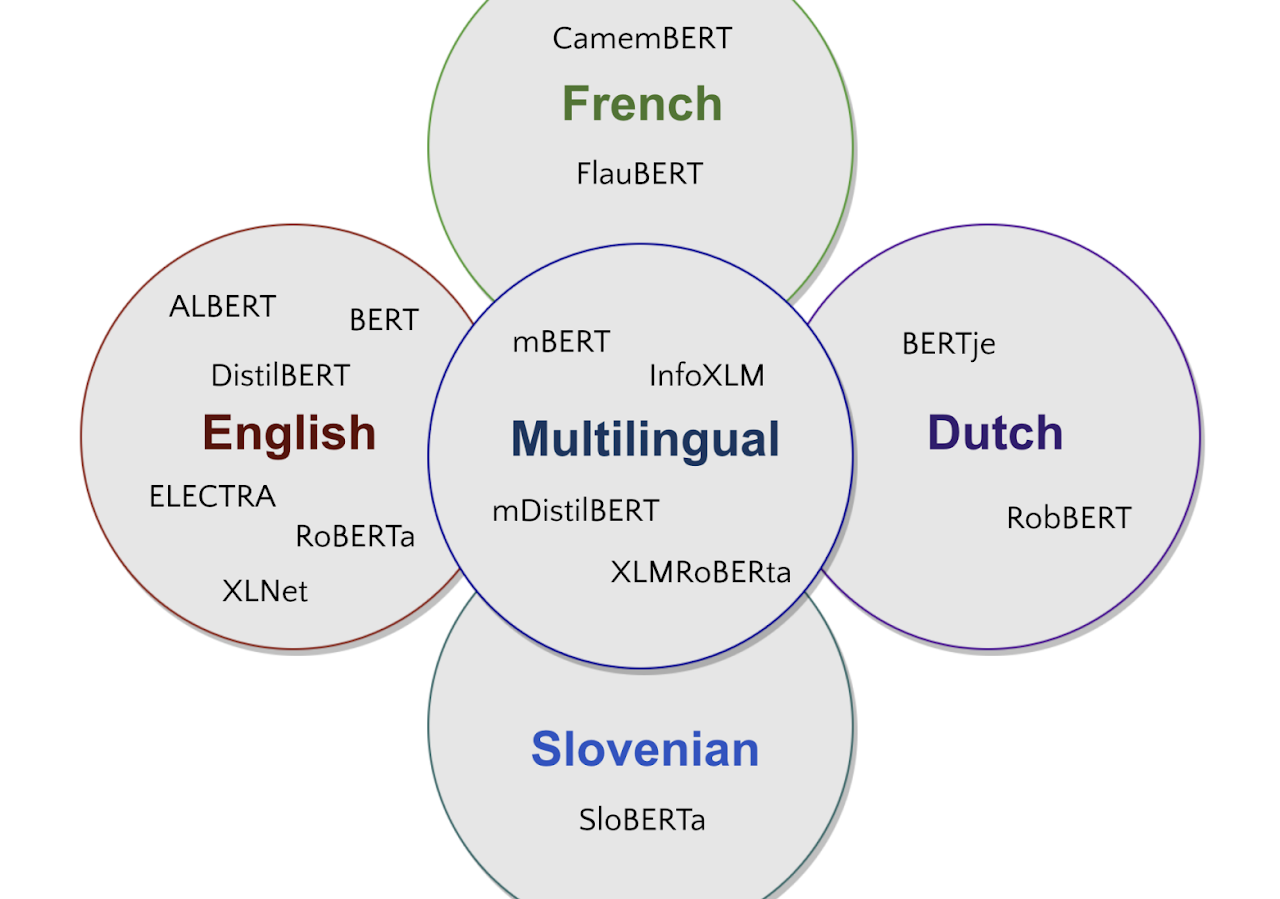 CamemBERT
French
FlauBERT
ALBERT
BERT
DistilBERT
English
ELECTRA
RoBERTa
XLNet
mBERT
InfoXLM
Multilingual
mDistilBERT
XLMRoBERta
BERTje
Dutch
RobBERT
Slovenian
SloBERTa